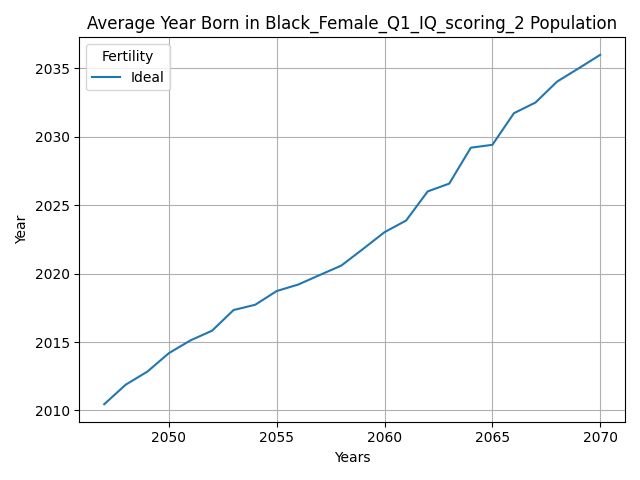 Average Year Born in Black_Female_Q1_IQ_scoring_2 Population
Fertility
Ideal
2035
2030
2025
2020
2015
2010
Year
2050 2055 2060 2065 2070
Years